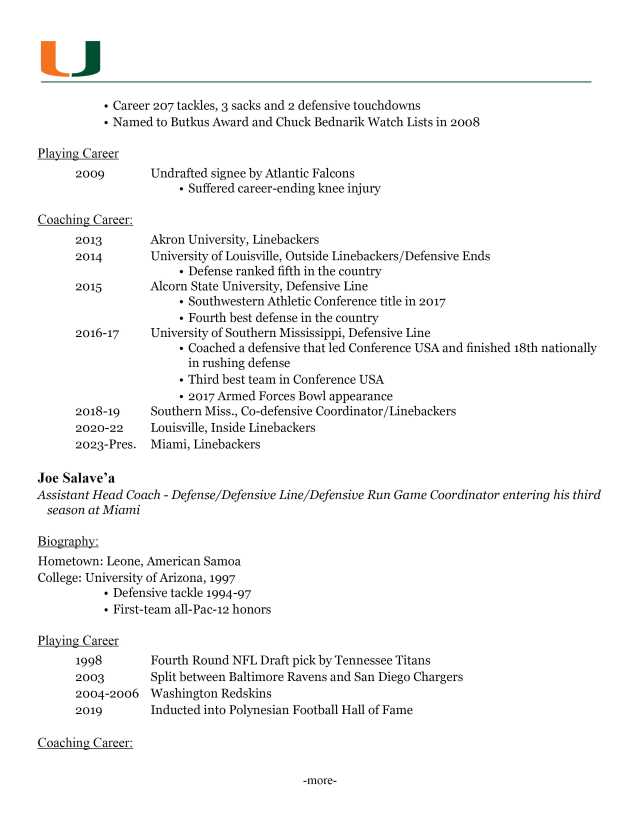 • Career 207 tackles, 3 sacks and 2 defensive touchdowns
• Named to Butkus Award and Chuck Bednarik Watch Lists in 2008
Playing Career
2009 Undrafted signee by Atlantic Falcons
• Suffered career-ending knee injury
Coaching Career:
2013 Akron University, Linebackers
2014 University of Louisville, Outside Linebackers/Defensive Ends
• Defense ranked fifth in the country
2015 Alcorn State University, Defensive Line
• Southwestern Athletic Conference title in 2017
• Fourth best defense in the country
2016-17 University of Southern Mississippi, Defensive Line
• Coached a defensive that led Conference USA and finished 18th nationally
in rushing defense
• Third best team in Conference USA
• 2017 Armed Forces Bowl appearance
2018-19 Southern Miss., Co-defensive Coordinator/Linebackers
2020-22 Louisville, Inside Linebackers
2023-Pres. Miami, Linebackers
Joe Salave’a
Assistant Head Coach - Defense/Defensive Line/Defensive Run Game Coordinator entering his third
season at Miami
Biography:
Hometown: Leone, American Samoa
College: University of Arizona, 1997
• Defensive tackle 1994-97
• First-team all-Pac-12 honors
Playing Career
1998 Fourth Round NFL Draft pick by Tennessee Titans
2003 Split between Baltimore Ravens and San Diego Chargers
2004-2006 Washington Redskins
2019 Inducted into Polynesian Football Hall of Fame
Coaching Career:
-more-